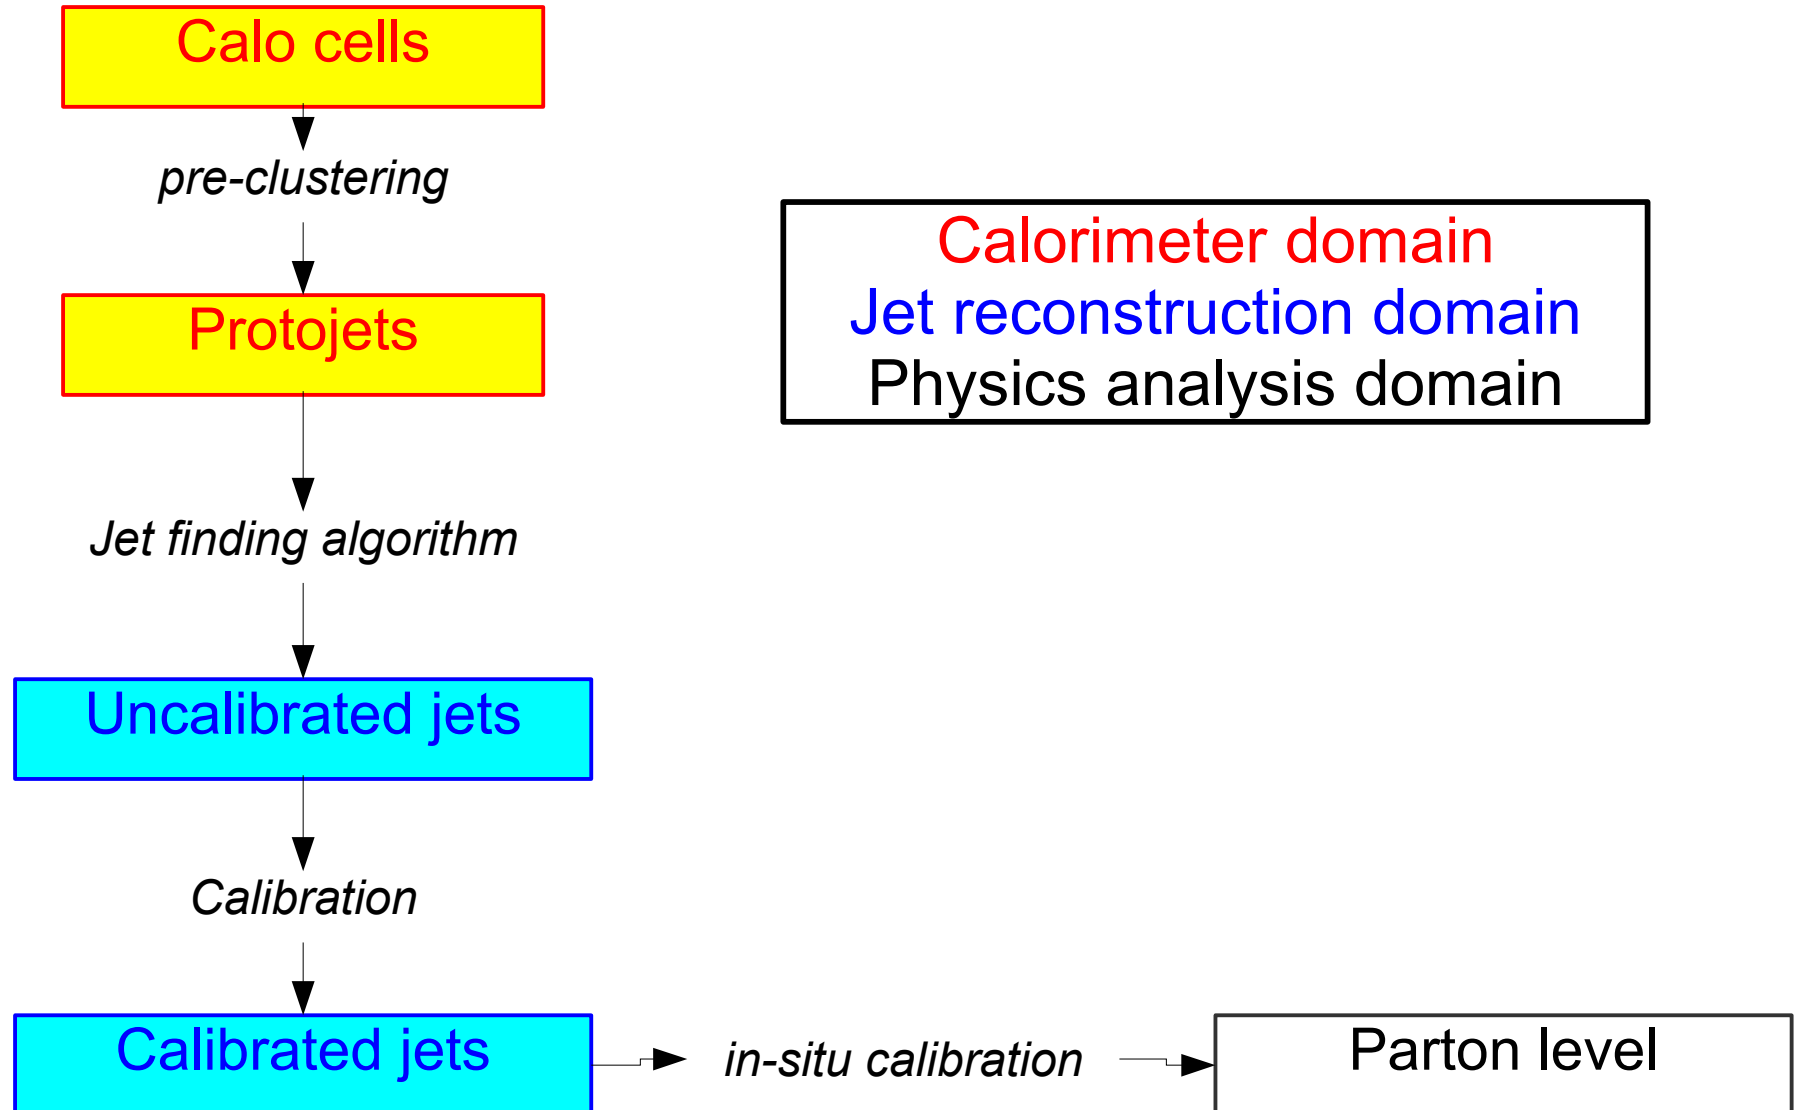 Calo cells
pre-clustering
Protojets
Calorimeter domain
Jet reconstruction domain
Physics analysis domain
Jet finding algorithm
Uncalibrated jets
Calibration
Calibrated jets
in-situ calibration
Parton level